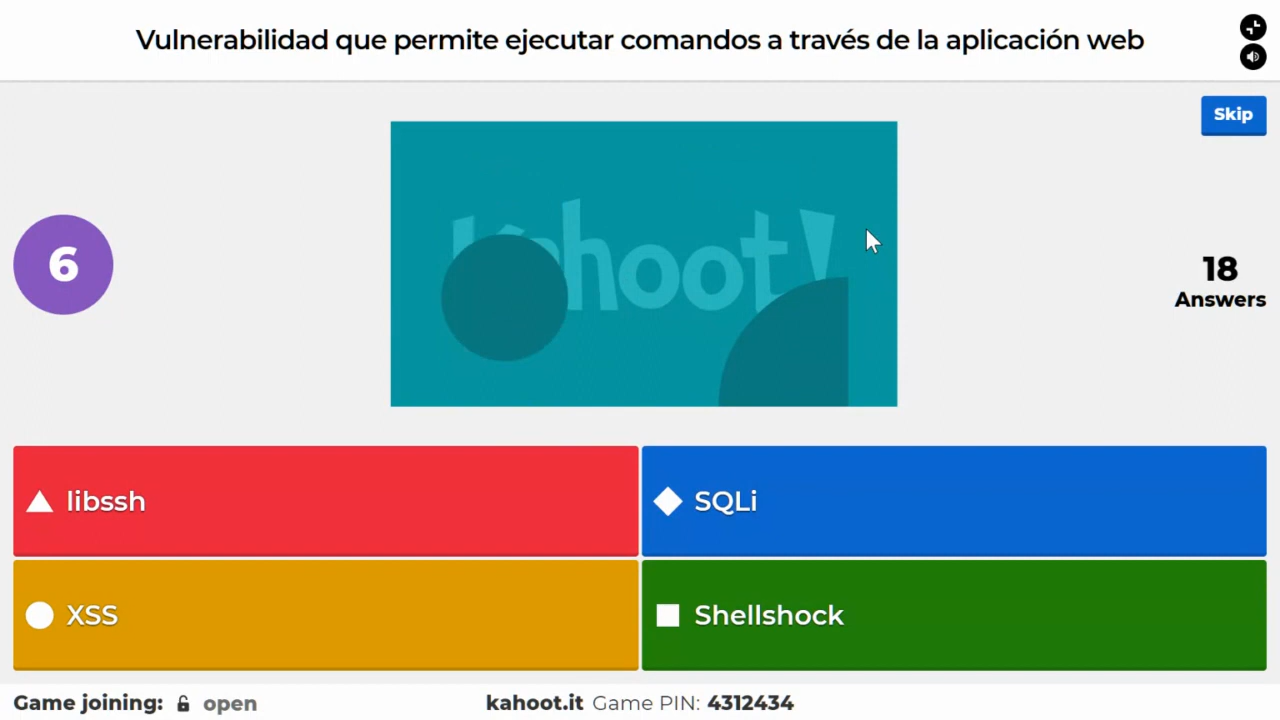 Vulnerabilidad que permite ejecutar comandos a través de la aplicación web
Skip
Kahoot!
6
18
Answers
libssh
SQLi
XSS
Shellshock
Game joining: open
kahoot.it Game PIN: 4312434